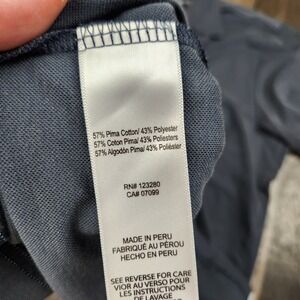 57% Pima Cotton/ 43% Polyester
57% Coton Pima/ 43% Poliesters
57% Algodón Pima/ 43% Poliéster
RN# 123280
CA# 07099
MADE IN PERU
FABRIQUÉ AU PÉROU
HECHO EN PERU
SEE REVERSE FOR CARE
VOIR AU VERSO POUR
LES INSTRUCTIONS
DE LAVAGE